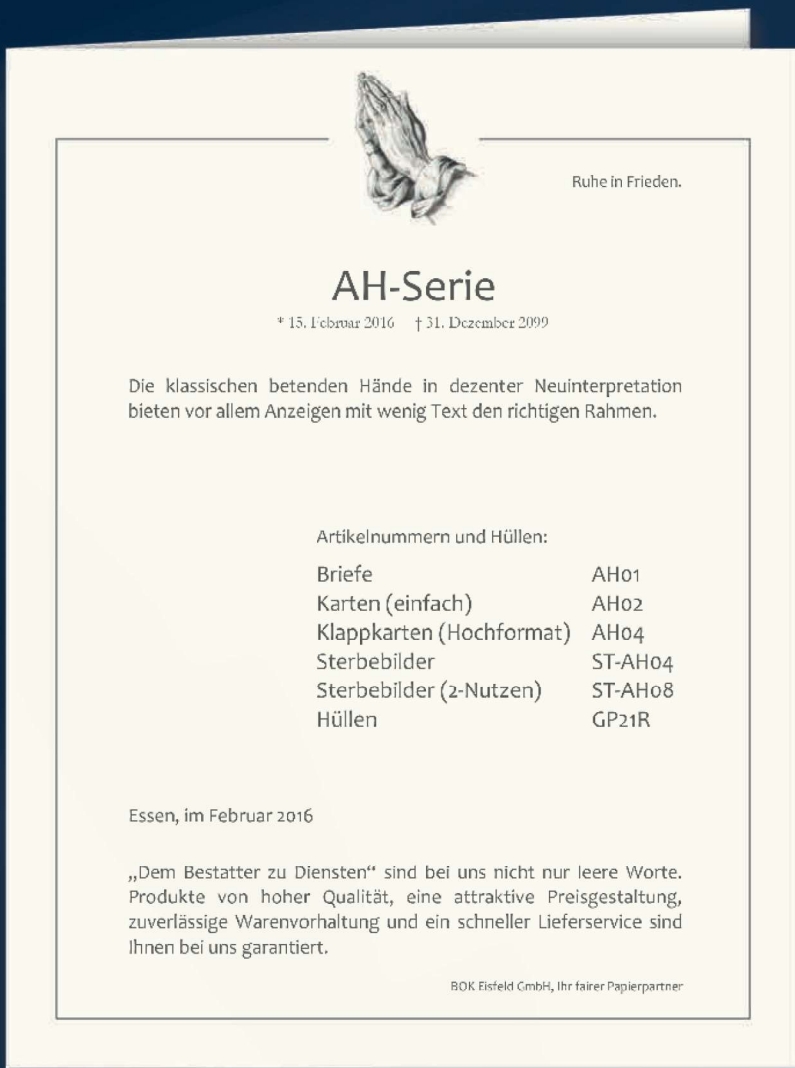 Ruhe in Frieden.
AH-Serie
* 15. Februar 2016 † 31. Dezember 2099
Die klassischen betenden Hände in dezenter Neuinterpretation
bieten vor allem Anzeigen mit wenig Text den richtigen Rahmen.
Artikelnummern und Hüllen:
Briefe AH01
Karten (einfach) AH02
Klappkarten (Hochformat) AH04
Sterbebilder ST-AH04
Sterbebilder (2-Nutzen) ST-AH08
Hüllen GP21R
Essen, im Februar 2016
„Dem Bestatter zu Diensten“ sind bei uns nicht nur leere Worte.
Produkte von hoher Qualität, eine attraktive Preisgestaltung,
zuverlässige Warenvorhaltung und ein schneller Lieferservice sind
Ihnen bei uns garantiert.
BOK Eisfeld GmbH, Ihr fairer Papierpartner